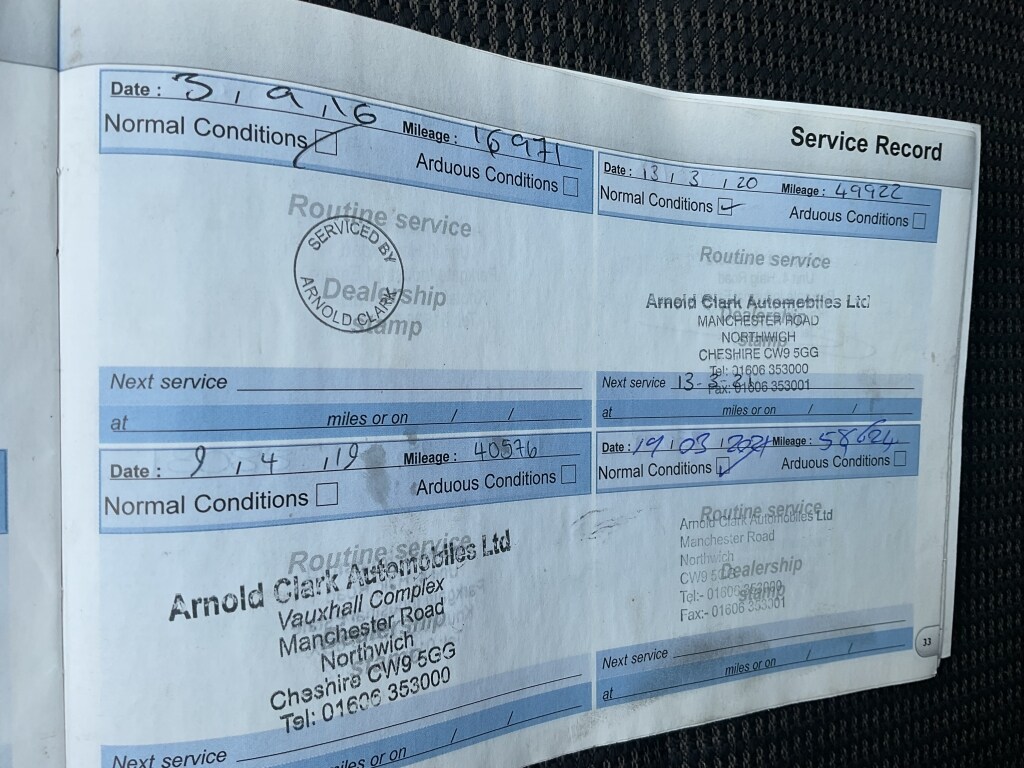 Service Record
Date : 3 , 9 , 16 Mileage : 16971
Normal Conditions Arduous Conditions
Routine service
SERVICED BY
ARNOLD CLARK
Dealership
stamp
Next service
at miles or on / /
Date : 9 , 4 , 19 Mileage : 40576
Normal Conditions Arduous Conditions
Routine service
Arnold Clark Automobiles Ltd
Vauxhall Complex
Manchester Road
Northwich
Cheshire CW9 5GG
Tel: 01606 353000
Next service
miles or on / /
Date : 13 , 3 , 20 Mileage : 49922
Normal Conditions Arduous Conditions
Routine service
Arnold Clark Automobiles Ltd
Dealership
MANCHESTER ROAD
stamp
NORTHWICH
CHESHIRE CW9 5GG
Tel: 01606 353000
Fax: 01606 353001
Next service 13-3-21
at miles or on / /
Date : 19 , 03 , 2021 Mileage : 58624
Normal Conditions Arduous Conditions
Routine service
Arnold Clark Automobiles Ltd
Manchester Road
Northwich
CW9 5GG
Dealership
stamp
Tel:- 01606 353000
Fax:- 01606 353001
Next service
at miles or on / /
33